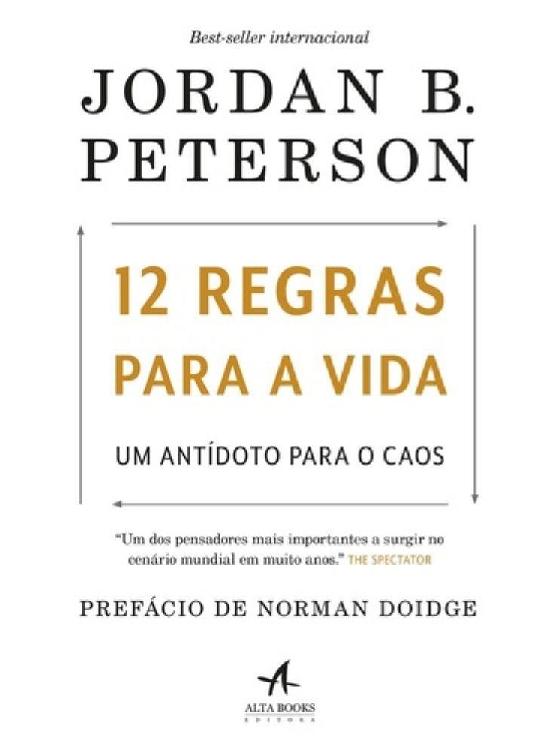 Best-seller internacional
JORDAN B.
PETERSON
12 REGRAS
PARA A VIDA
UM ANTÍDOTO PARA O CAOS
“Um dos pensadores mais importantes a surgir no
cenário mundial em muito anos.” THE SPECTATOR
PREFÁCIO DE NORMAN DOIDGE
ALTA BOOKS
EDITORA